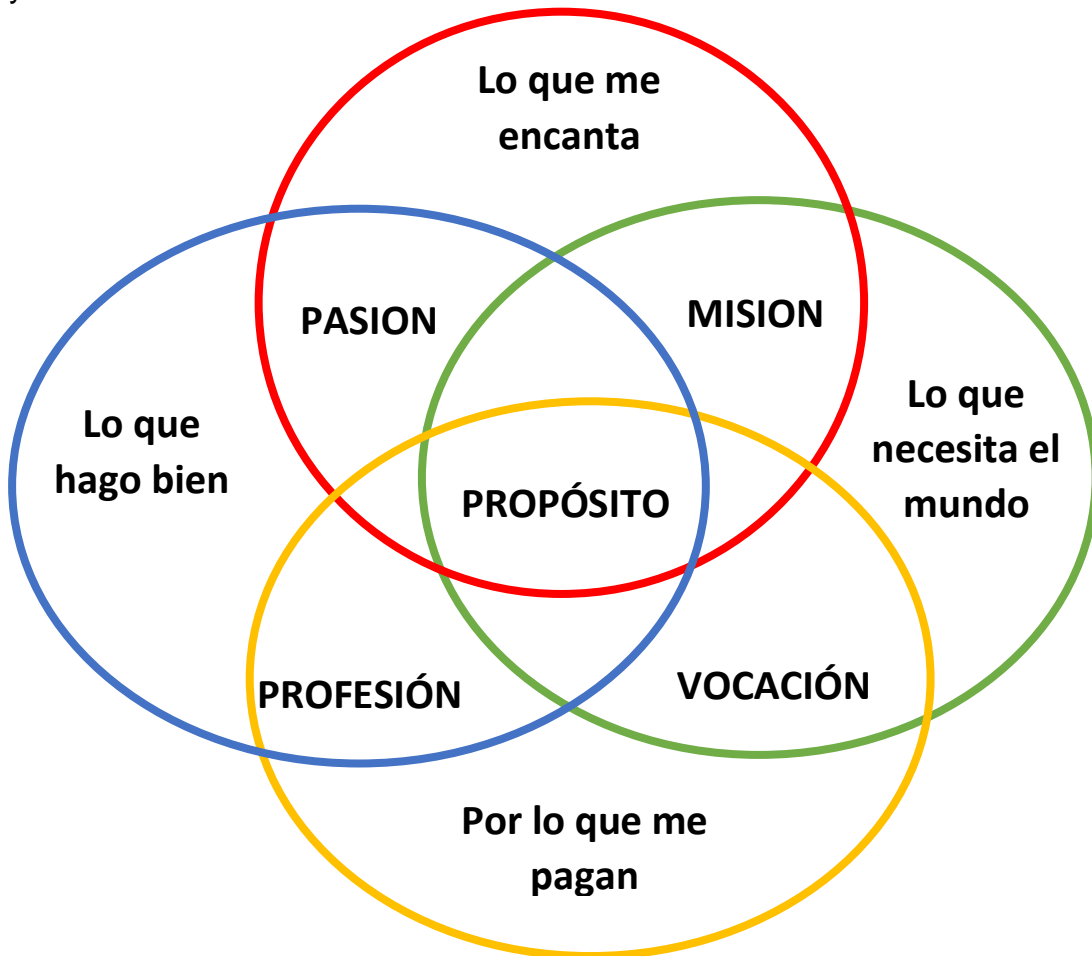 y
Lo que me
encanta
PASION
MISION
Lo que
hago bien
Lo que
necesita el
mundo
PROPÓSITO
PROFESIÓN
VOCACIÓN
Por lo que me
pagan